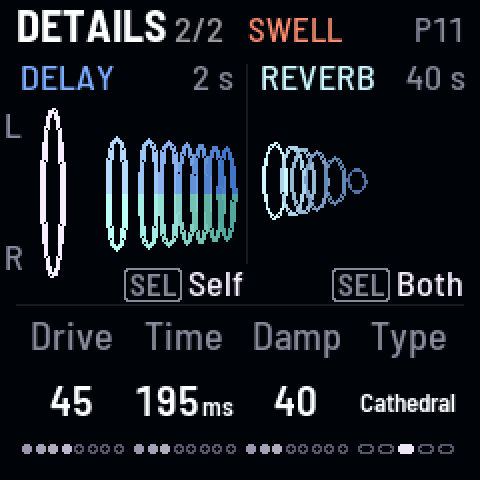 DETAILS 2/2 SWELL P11
DELAY 2 s REVERB 40 s
L
R
SEL Self SEL Both
Drive Time Damp Type
45 195ms 40 Cathedral